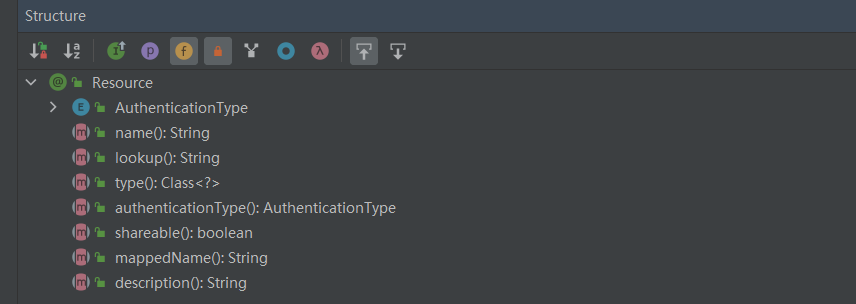 Structure
Resource
AuthenticationType
name(): String
lookup(): String
type(): Class<?>
authenticationType(): AuthenticationType
shareable(): boolean
mappedName(): String
description(): String